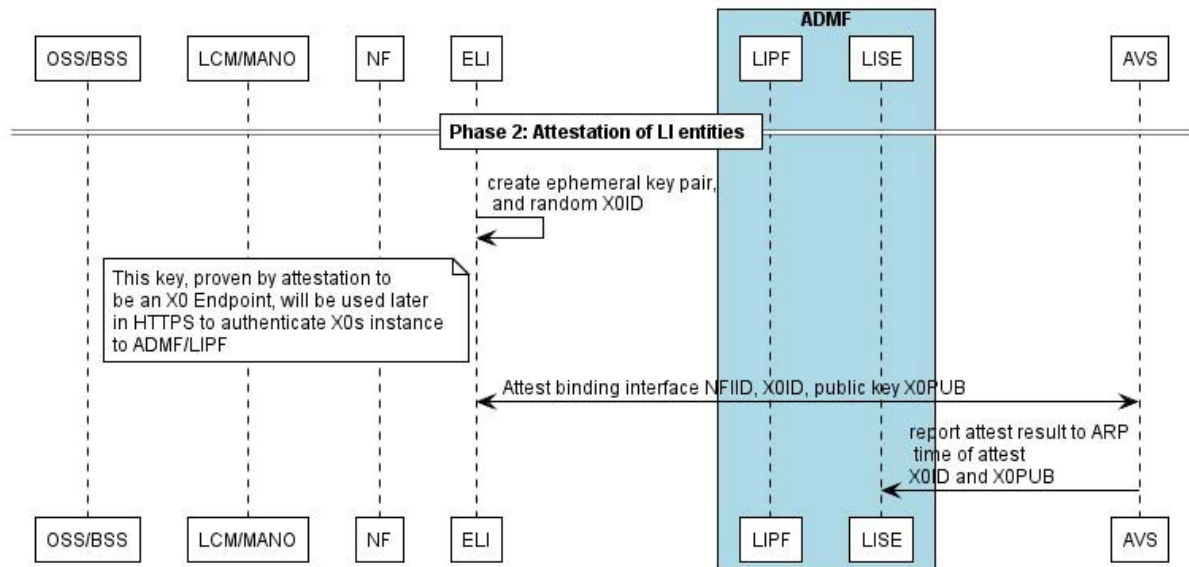 ADMF
OSS/BSS
LCM/MANO
NF
ELI
LIPF
LISE
AVS
Phase 2: Attestation of LI entities
create ephemeral key pair,
and random X0ID
This key, proven by attestation to
be an X0 Endpoint, will be used later
in HTTPS to authenticate X0s instance
to ADMF/LIPF
Attest binding interface NFIID, X0ID, public key X0PUB
report attest result to ARP
time of attest
X0ID and X0PUB
OSS/BSS
LCM/MANO
NF
ELI
LIPF
LISE
AVS